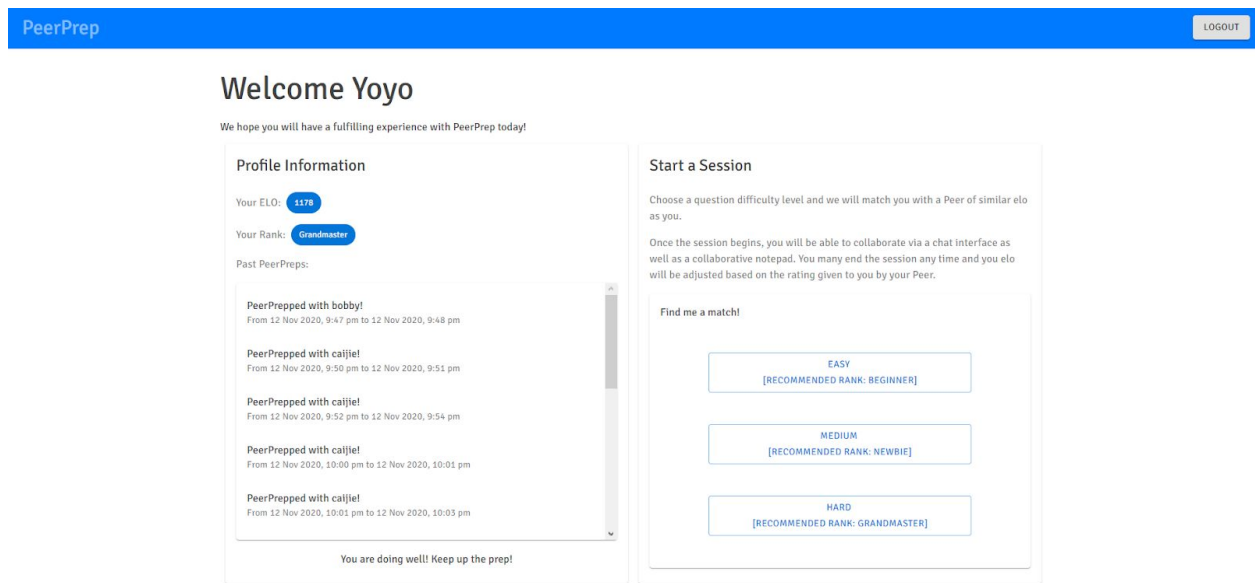 PeerPrep
LOGOUT
Welcome Yoyo
We hope you will have a fulfilling experience with PeerPrep today!
Profile Information
Your ELO: 1178
Your Rank: Grandmaster
Past PeerPreps:
PeerPrepped with bobby!
From 12 Nov 2020, 9:47 pm to 12 Nov 2020, 9:48 pm
PeerPrepped with caijie!
From 12 Nov 2020, 9:50 pm to 12 Nov 2020, 9:51 pm
PeerPrepped with caijie!
From 12 Nov 2020, 9:52 pm to 12 Nov 2020, 9:54 pm
PeerPrepped with caijie!
From 12 Nov 2020, 10:00 pm to 12 Nov 2020, 10:01 pm
PeerPrepped with caijie!
From 12 Nov 2020, 10:01 pm to 12 Nov 2020, 10:03 pm
You are doing well! Keep up the prep!
Start a Session
Choose a question difficulty level and we will match you with a Peer of similar elo
as you.
Once the session begins, you will be able to collaborate via a chat interface as
well as a collaborative notepad. You many end the session any time and you elo
will be adjusted based on the rating given to you by your Peer.
Find me a match!
EASY
[RECOMMENDED RANK: BEGINNER]
MEDIUM
[RECOMMENDED RANK: NEWBIE]
HARD
[RECOMMENDED RANK: GRANDMASTER]